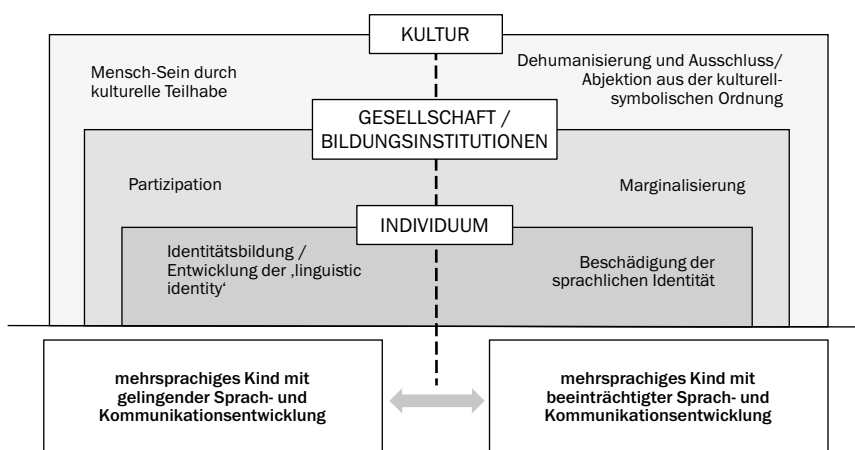 KULTUR
Mensch-Sein durch
kulturelle Teilhabe
Dehumanisierung und Ausschluss/
Abjektion aus der kulturell-
symbolischen Ordnung
GESELLSCHAFT /
BILDUNGSINSTITUTIONEN
Partizipation
Marginalisierung
INDIVIDUUM
Identitätsbildung /
Entwicklung der ‚linguistic
identity‘
Beschädigung der
sprachlichen Identität
mehrsprachiges Kind mit
gelingender Sprach- und
Kommunikationsentwicklung
mehrsprachiges Kind mit
beeinträchtigter Sprach- und
Kommunikationsentwicklung